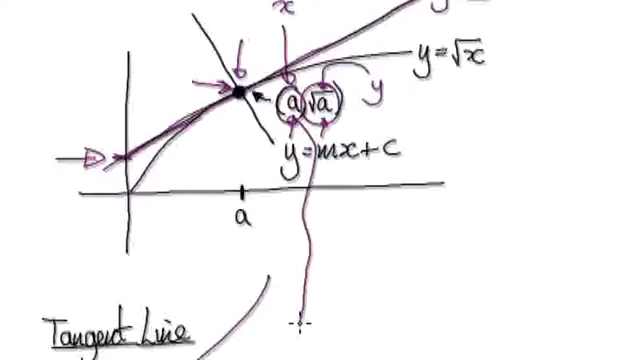 x
y =
y = √x
(a, √a)
y
y = mx + c
a
Tangent Line